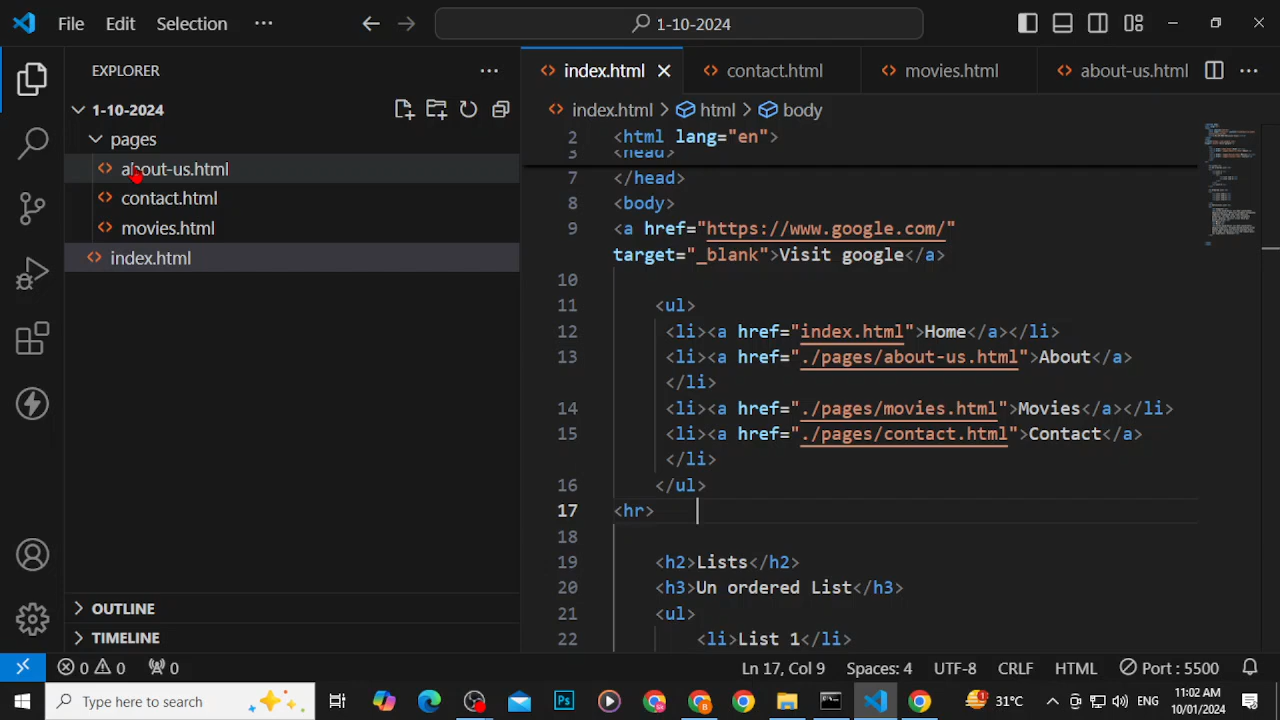 File Edit Selection ··· 1-10-2024
EXPLORER ···
1-10-2024
pages
about-us.html
contact.html
movies.html
index.html
OUTLINE
TIMELINE
index.html contact.html movies.html about-us.html ···
index.html > html > body
2 <html lang="en">
3 <head>
7 </head>
8 <body>
9 <a href="https://www.google.com/"
target="_blank">Visit google</a>
10
11 <ul>
12 <li><a href="index.html">Home</a></li>
13 <li><a href="./pages/about-us.html">About</a>
</li>
14 <li><a href="./pages/movies.html">Movies</a></li>
15 <li><a href="./pages/contact.html">Contact</a>
</li>
16 </ul>
17 <hr>
18
19 <h2>Lists</h2>
20 <h3>Un ordered List</h3>
21 <ul>
22 <li>List 1</li>
0 0 0 Ln 17, Col 9 Spaces: 4 UTF-8 CRLF HTML Port : 5500
Type here to search Ps 1 31°C ENG 11:02 AM
10/01/2024